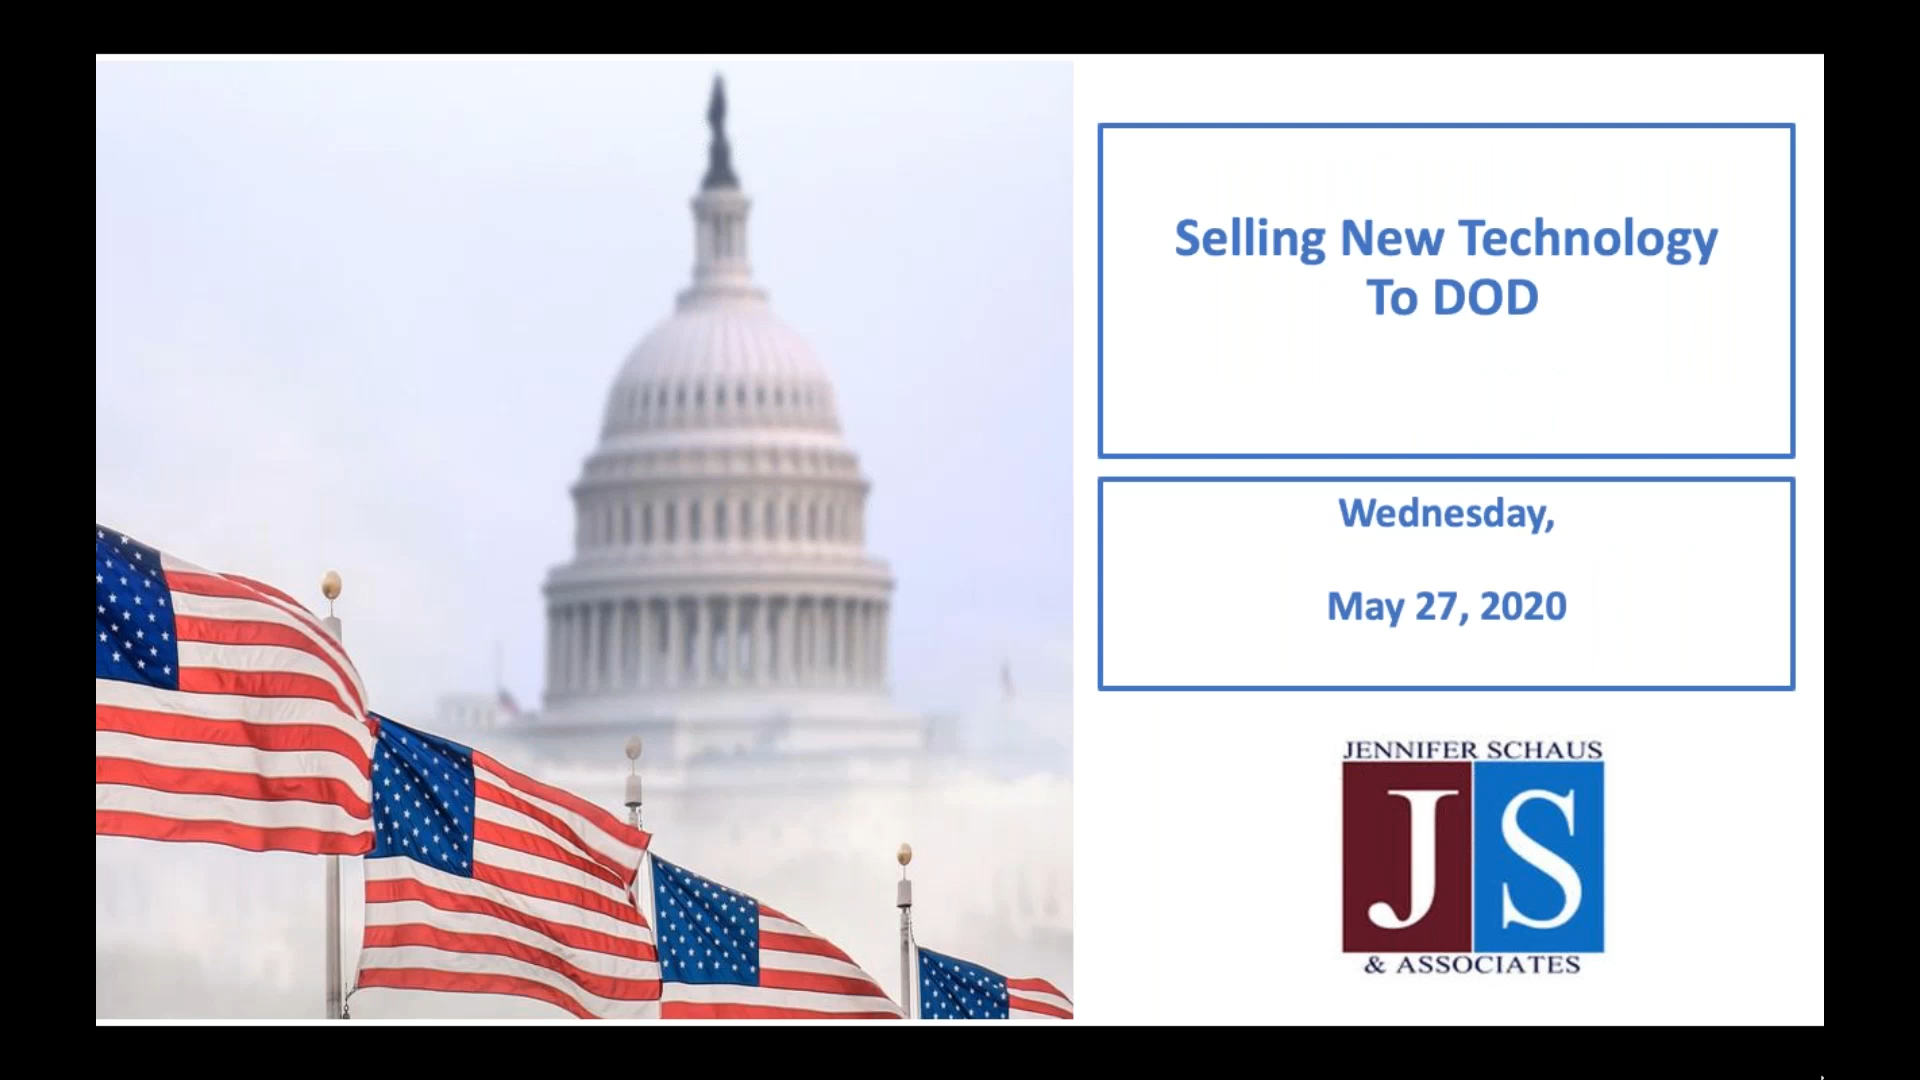 Selling New Technology
To DOD
Wednesday,
May 27, 2020
JENNIFER SCHAUS
JS
& ASSOCIATES